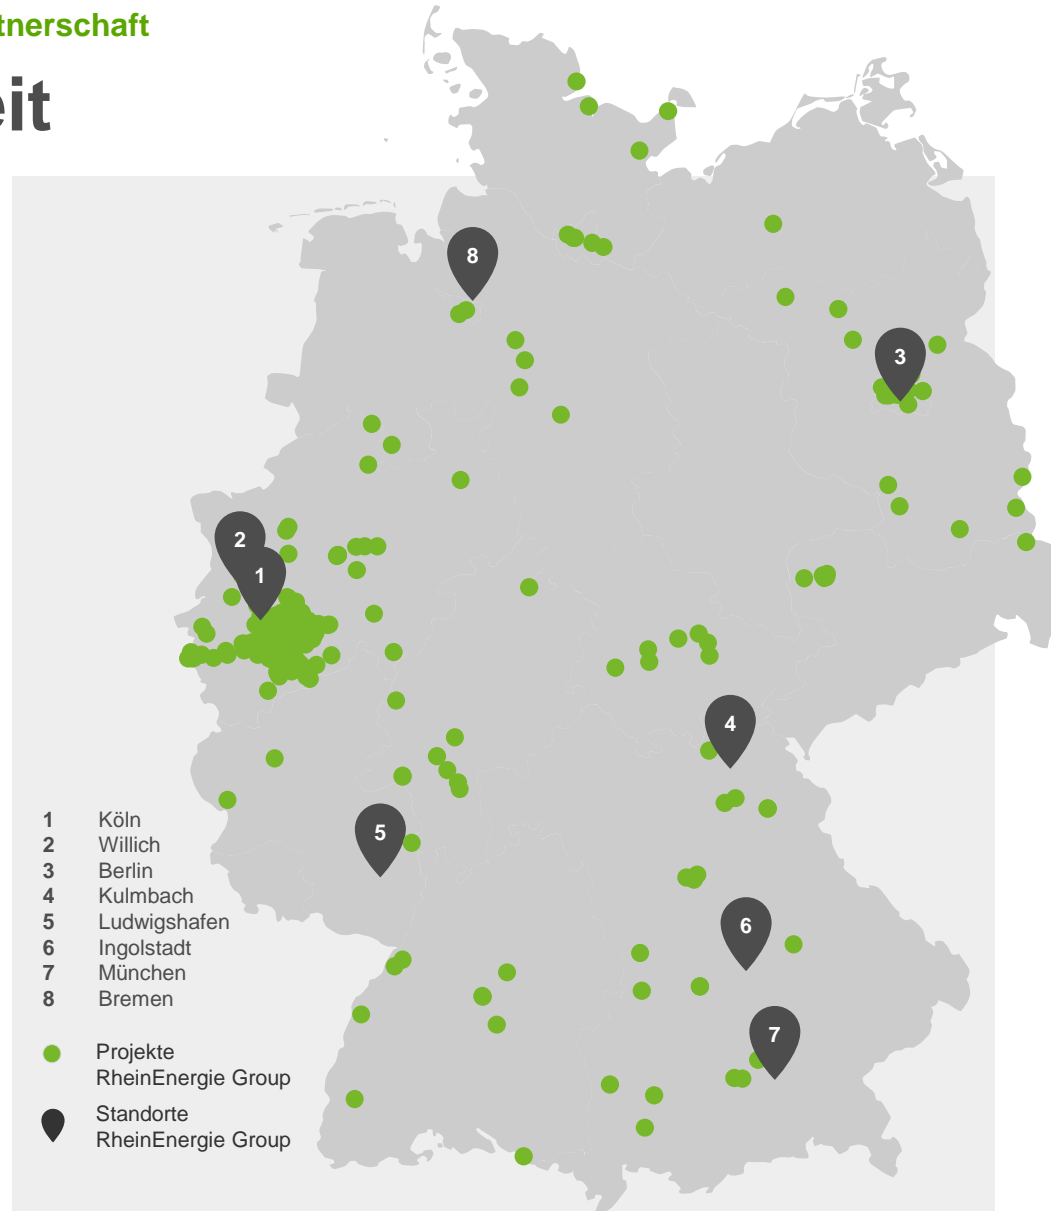 tnerschaft
eit
8
3
2
1
4
5
6
7
1 Köln
2 Willich
3 Berlin
4 Kulmbach
5 Ludwigshafen
6 Ingolstadt
7 München
8 Bremen
Projekte
RheinEnergie Group
Standorte
RheinEnergie Group